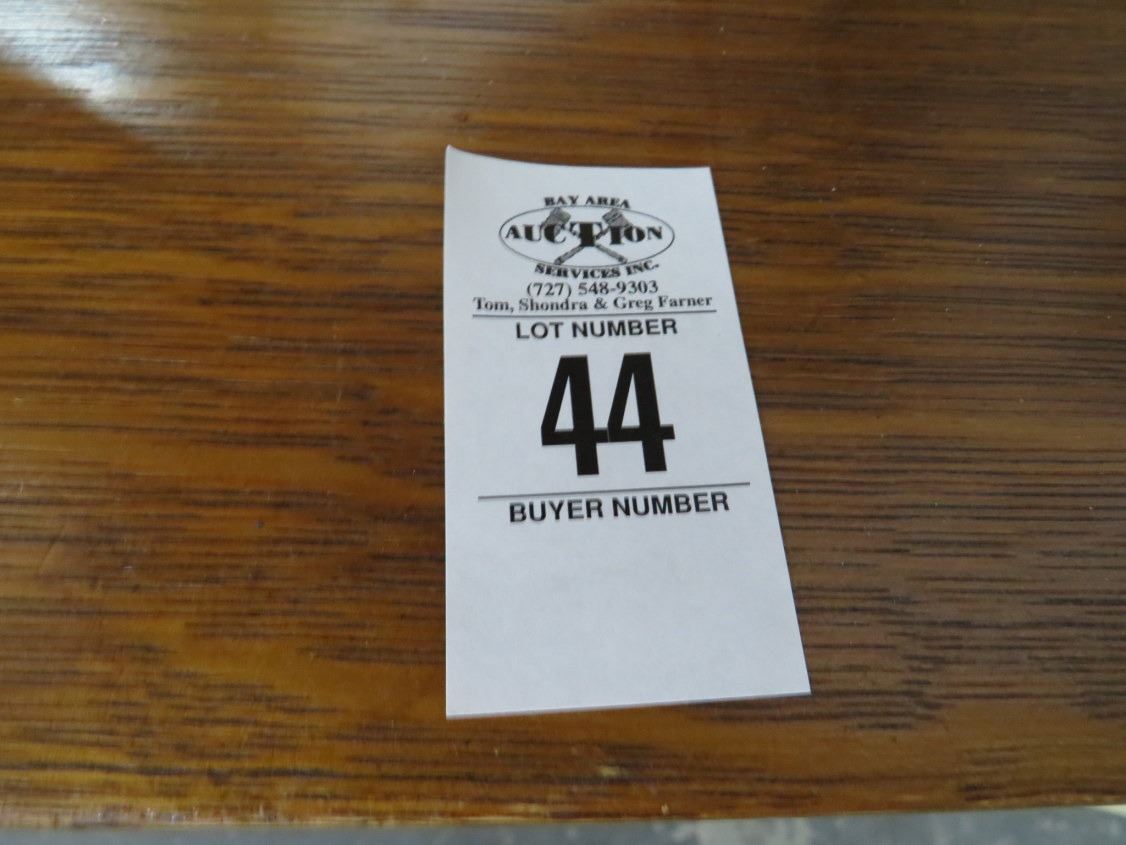 BAY AREA
AUCTION
SERVICES INC.
(727) 548-9303
Tom, Shondra & Greg Farner
LOT NUMBER
44
BUYER NUMBER